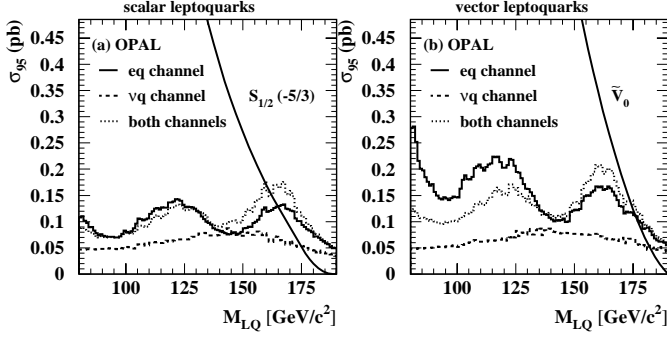 scalar leptoquarks
σ95 (pb)
0.45
0.4
0.35
0.3
0.25
0.2
0.15
0.1
0.05
0
(a) OPAL
eq channel
νq channel
both channels
S1/2 (-5/3)
100
125
150
175
MLQ [GeV/c²]
vector leptoquarks
σ95 (pb)
0.45
0.4
0.35
0.3
0.25
0.2
0.15
0.1
0.05
0
(b) OPAL
eq channel
νq channel
both channels
Ṽ0
100
125
150
175
MLQ [GeV/c²]